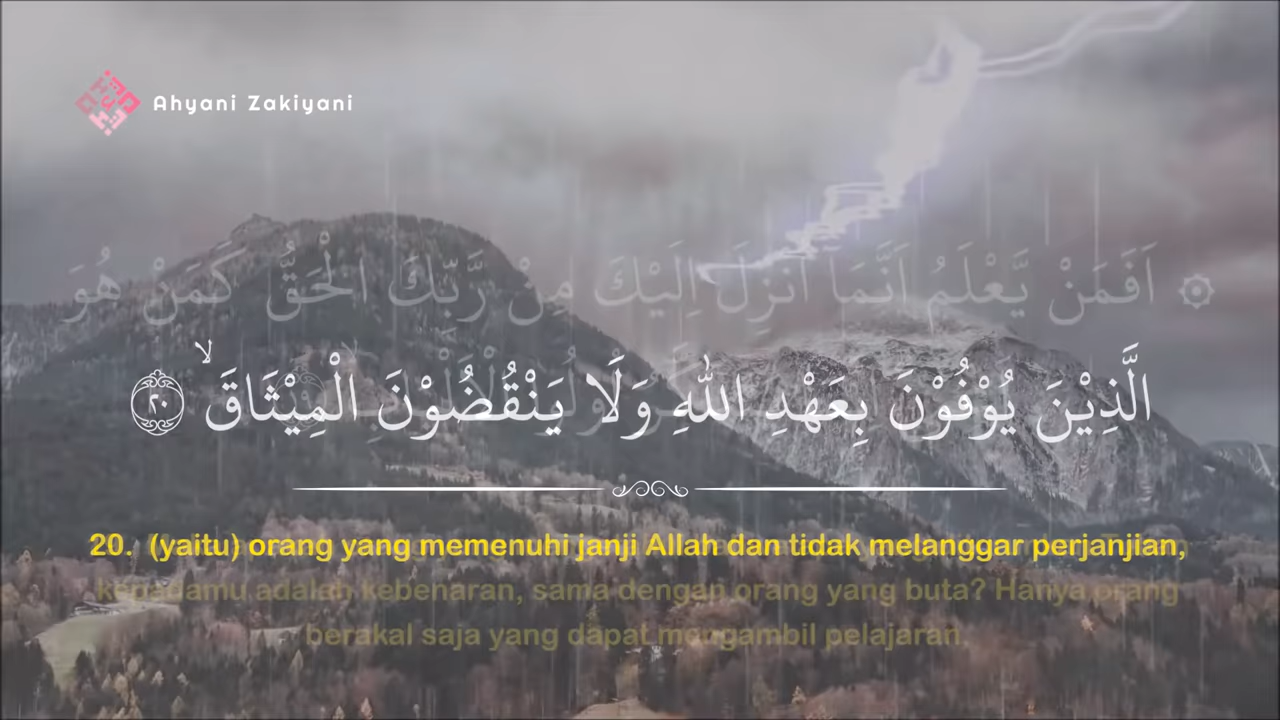 Ahyani Zakiyani
۞ اَفَمَنْ يَّعْلَمُ اَنَّمَآ اُنْزِلَ اِلَيْكَ مِنْ رَّبِّكَ الْحَقُّ كَمَنْ هُوَ
الَّذِيْنَ يُوْفُوْنَ بِعَهْدِ اللّٰهِ وَلَا يَنْقُضُوْنَ الْمِيْثَاقَۙ ٢٠
20. (yaitu) orang yang memenuhi janji Allah dan tidak melanggar perjanjian,
kepadamu adalah kebenaran, sama dengan orang yang buta? Hanya orang
berakal saja yang dapat mengambil pelajaran.